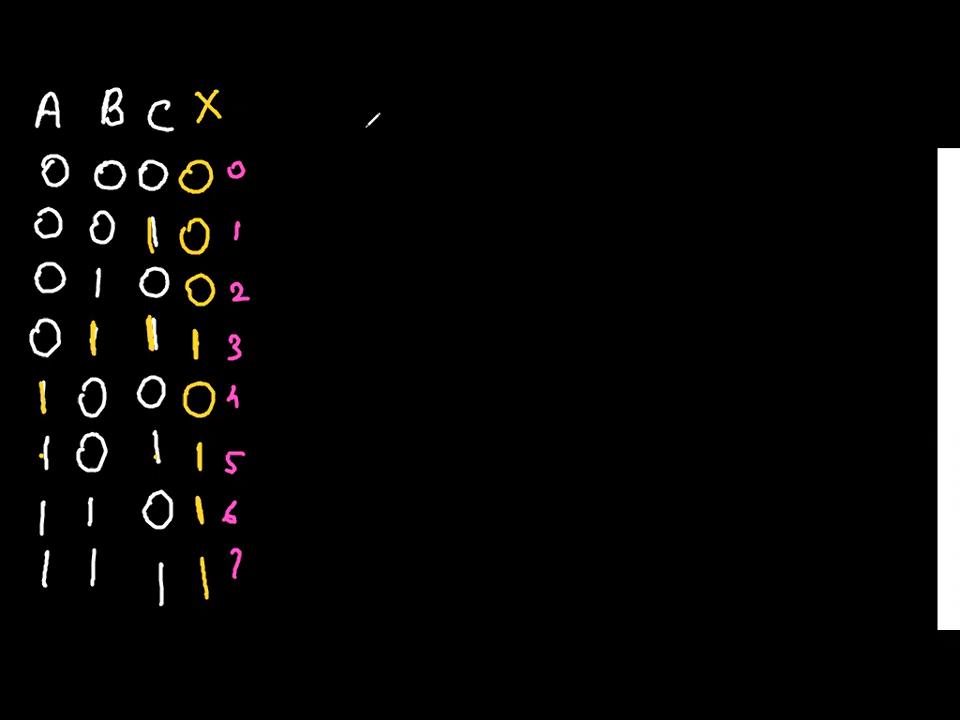 A B C X
0 0 0 0 0
0 0 1 0 1
0 1 0 0 2
0 1 1 1 3
1 0 0 0 4
1 0 1 1 5
1 1 0 1 6
1 1 1 1 7